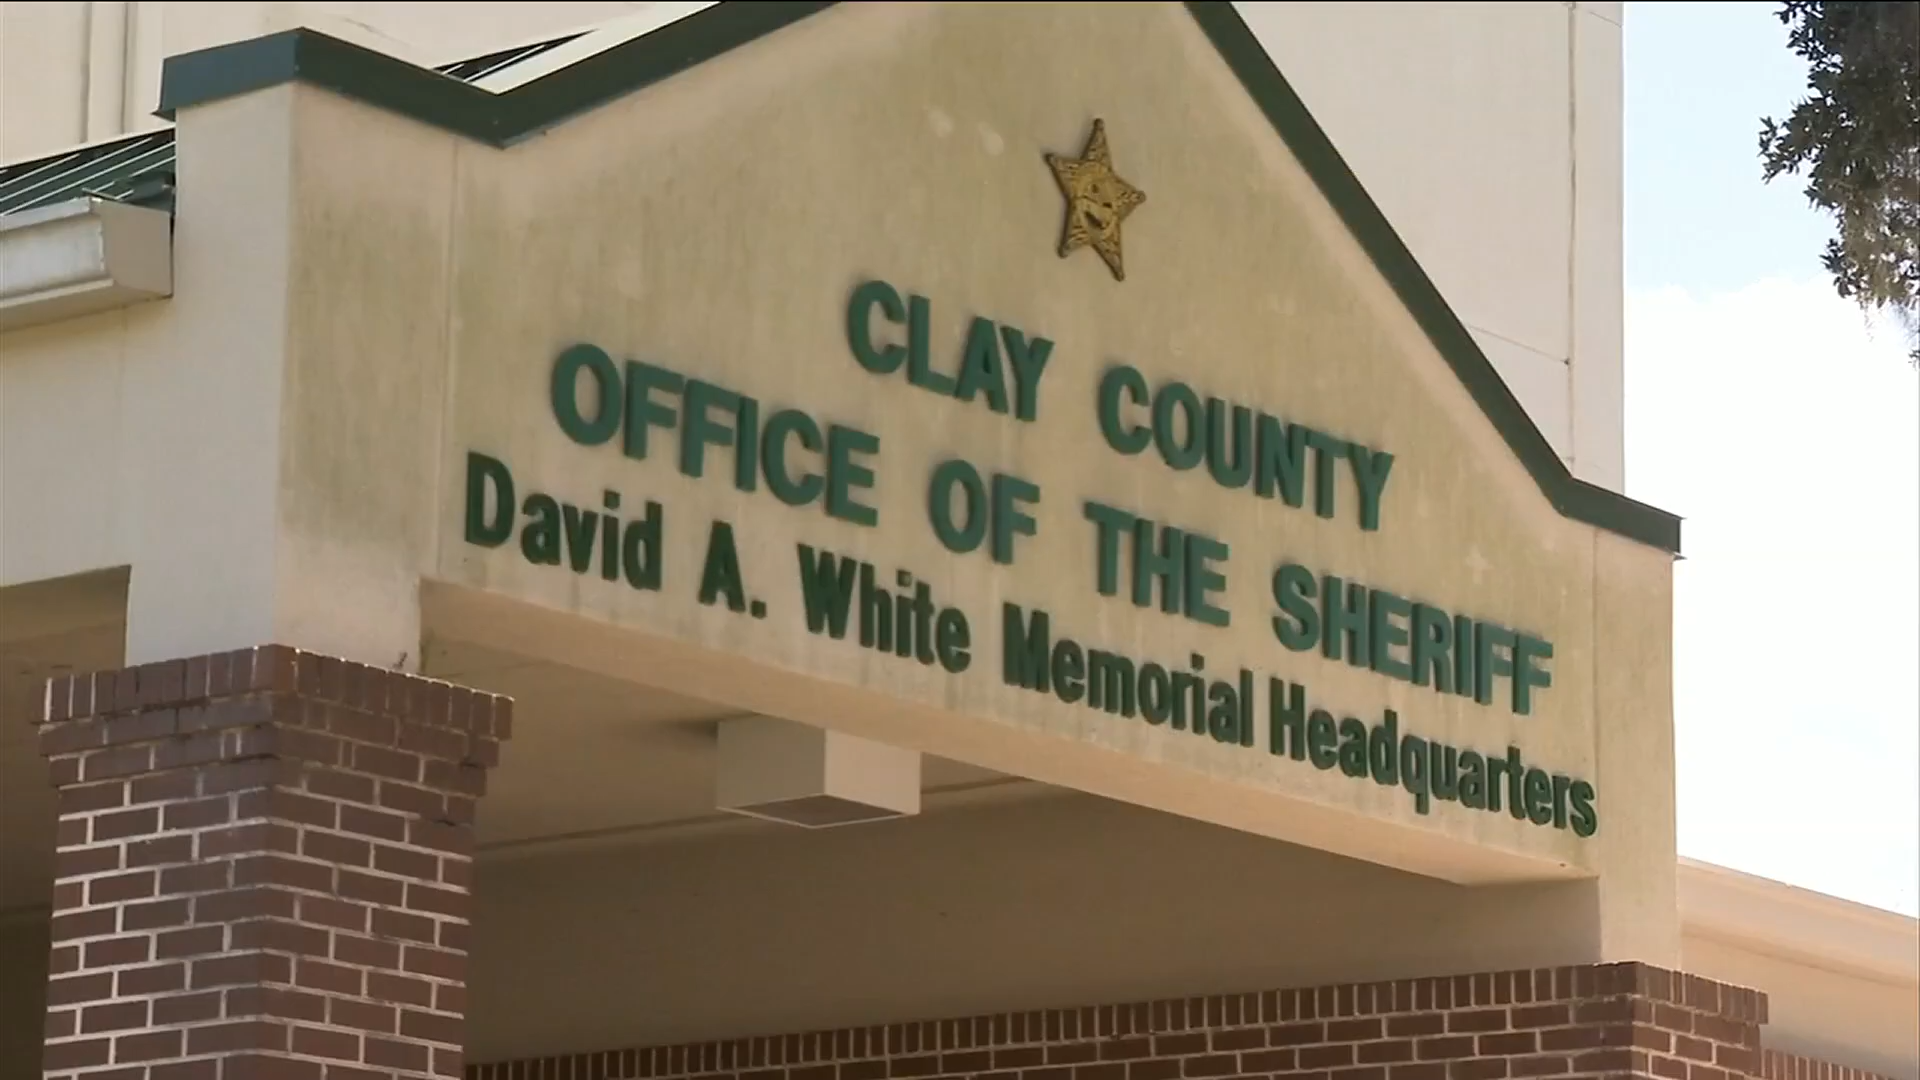 CLAY COUNTY
OFFICE OF THE SHERIFF
David A. White Memorial Headquarters